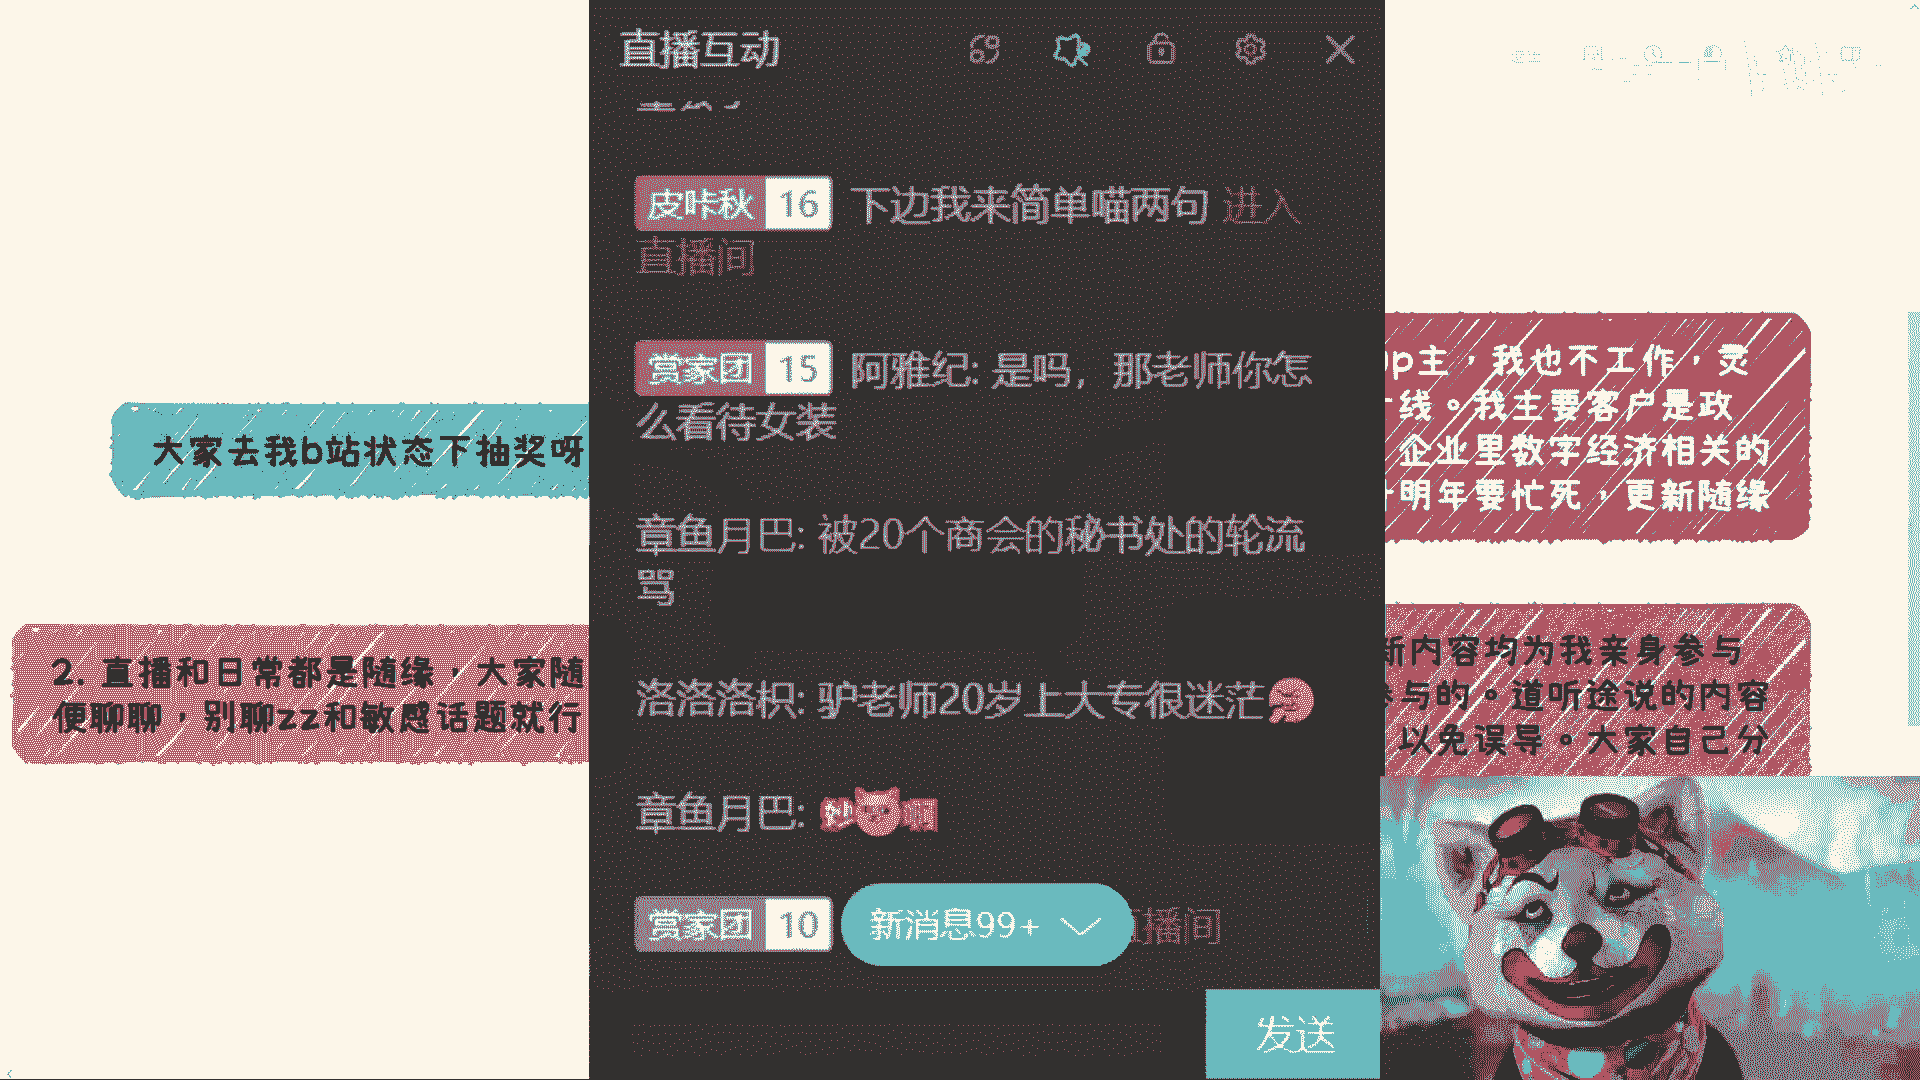 直播互动
皮咔秋 16 下边我来简单喵两句 进入
直播间
赏家团 15 阿雅纪: 是吗，那老师你怎
么看待女装
章鱼月巴: 被20个商会的秘书处的轮流
骂
洛洛洛枳: 驴老师20岁上大专很迷茫
章鱼月巴:
赏家团 10 直播间
新消息99+
发送
大家去我b站状态下抽奖呀
2. 直播和日常都是随缘，大家随
便聊聊，别聊zz和敏感话题就行
p主，我也不工作，灵
线。我主要客户是政
企业里数字经济相关的
明年要忙死，更新随缘
新内容均为我亲身参与
参与的。道听途说的内容
以免误导。大家自己分